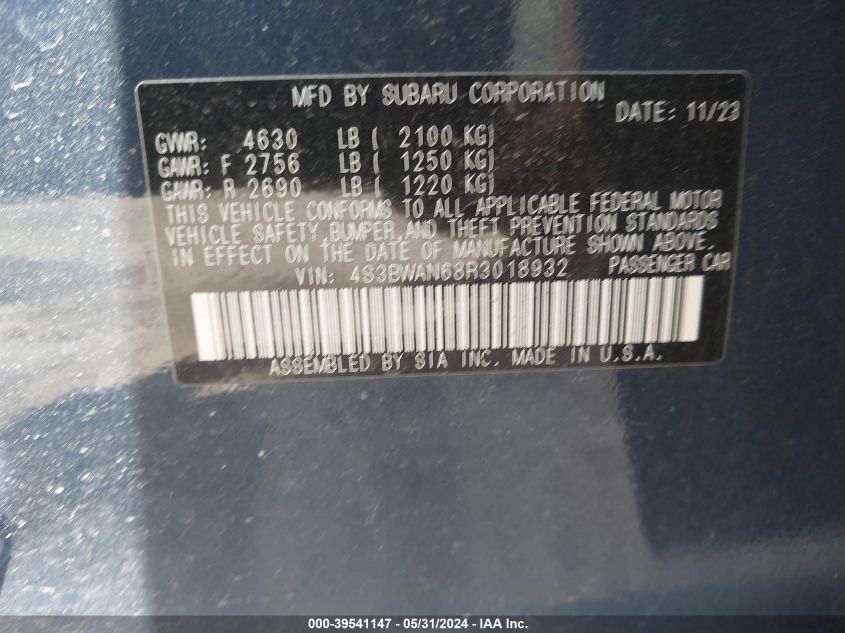 MFD BY SUBARU CORPORATION
DATE: 11/23
GVWR: 4630 LB ( 2100 KG)
GAWR: F 2756 LB ( 1250 KG)
GAWR: R 2690 LB ( 1220 KG)
THIS VEHICLE CONFORMS TO ALL APPLICABLE FEDERAL MOTOR
VEHICLE SAFETY, BUMPER, AND THEFT PREVENTION STANDARDS
IN EFFECT ON THE DATE OF MANUFACTURE SHOWN ABOVE.
VIN: 4S3BWAN68R3018932 PASSENGER CAR
ASSEMBLED BY SIA INC. MADE IN U.S.A.
000-39541147 - 05/31/2024 - IAA Inc.